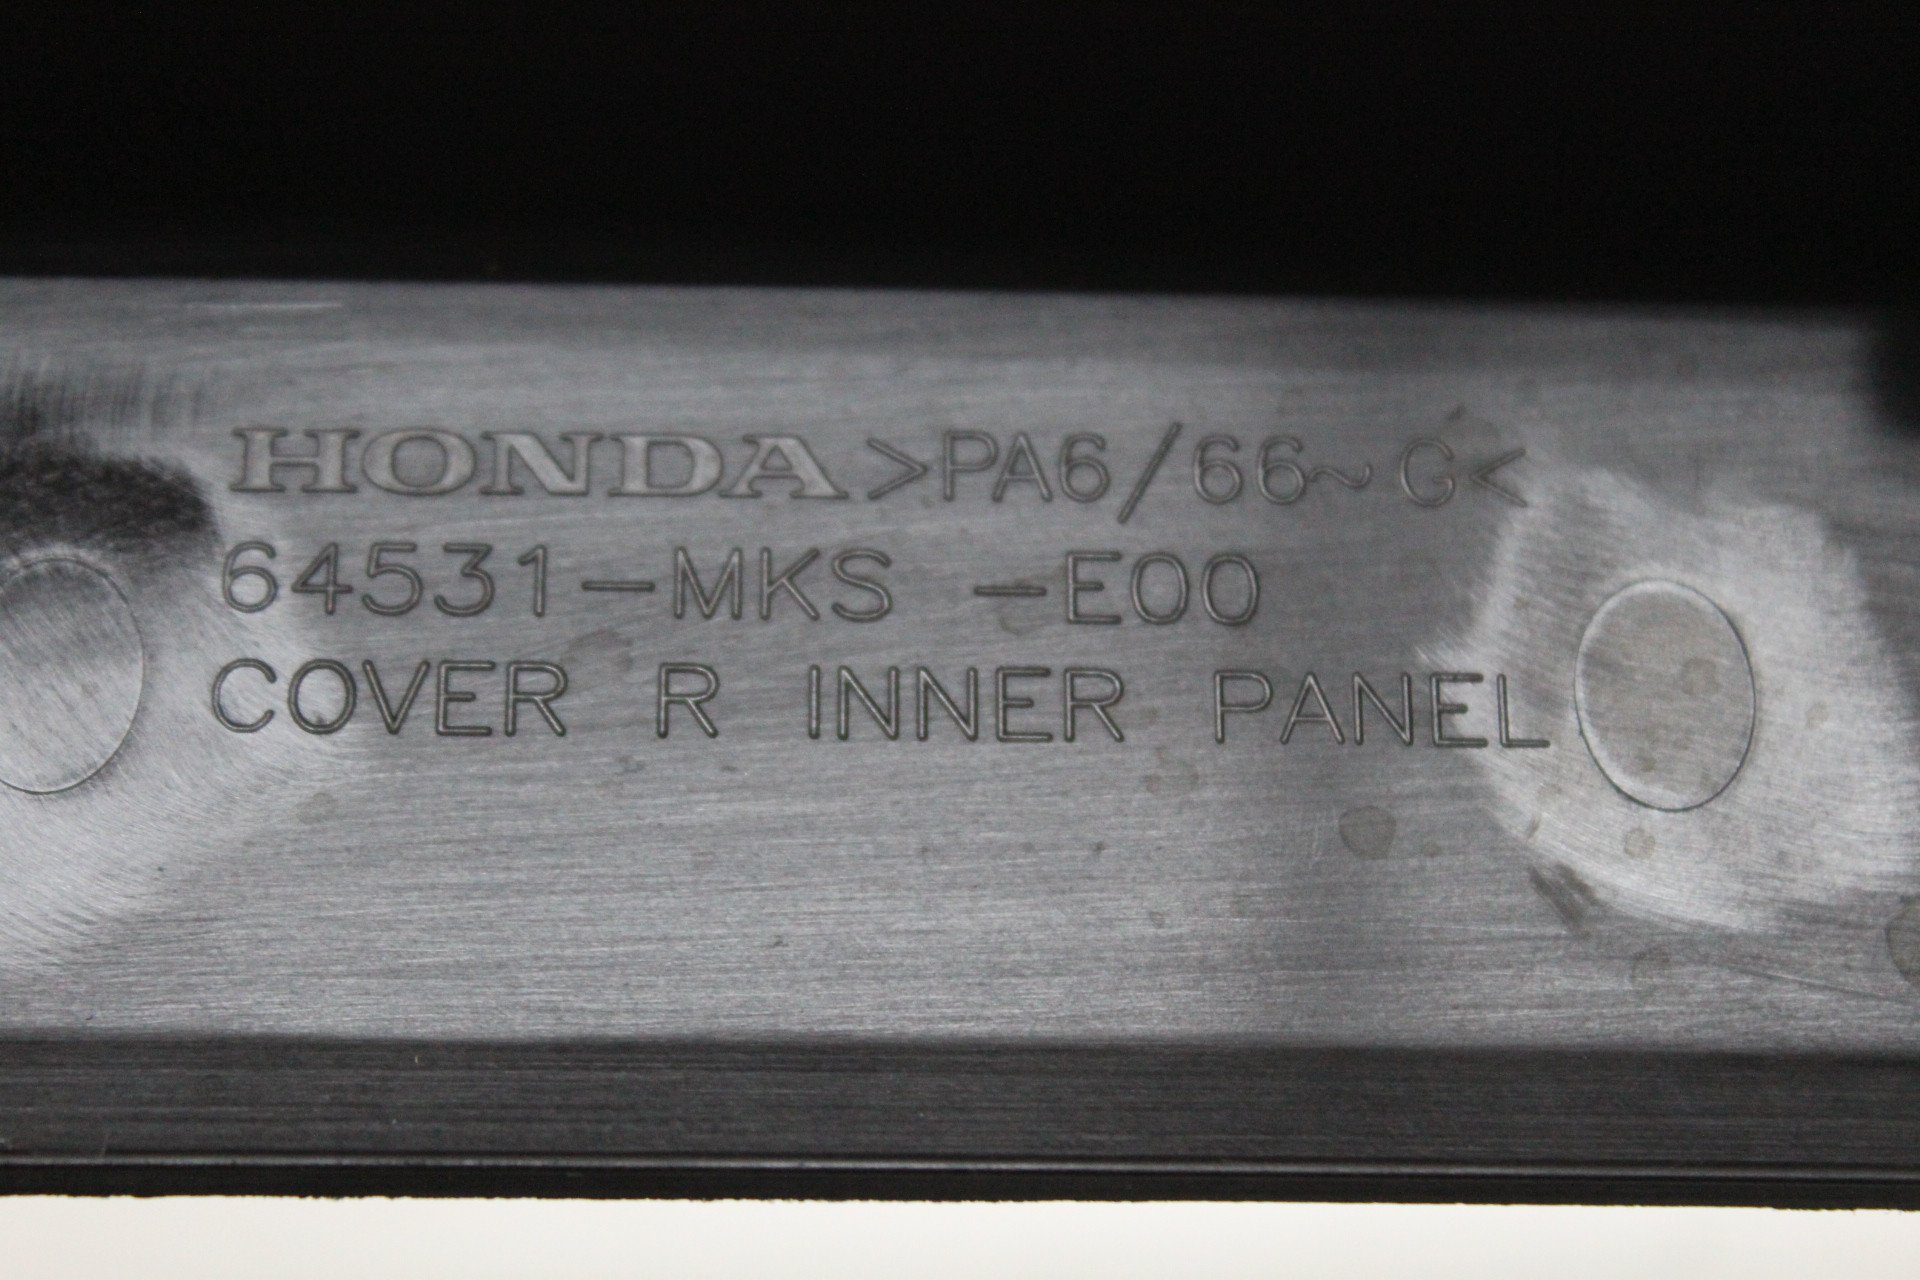 HONDA >PA6/66~G<
64531-MKS -E00
COVER R INNER PANEL